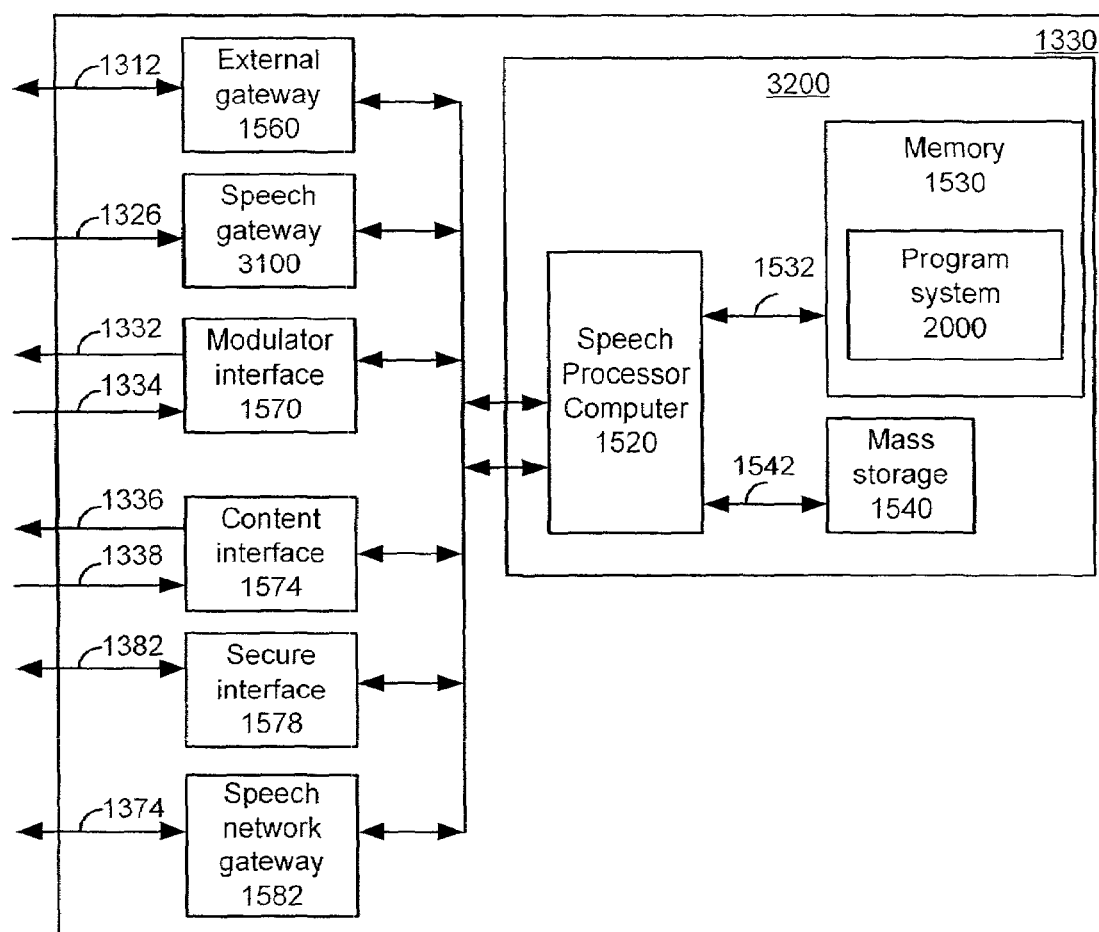 1330
1312
External
gateway
1560
3200
Memory
1530
1326
Speech
gateway
3100
Program
system
2000
1532
1332
1334
Modulator
interface
1570
Speech
Processor
Computer
1520
Mass
storage
1540
1542
1336
1338
Content
interface
1574
1382
Secure
interface
1578
1374
Speech
network
gateway
1582